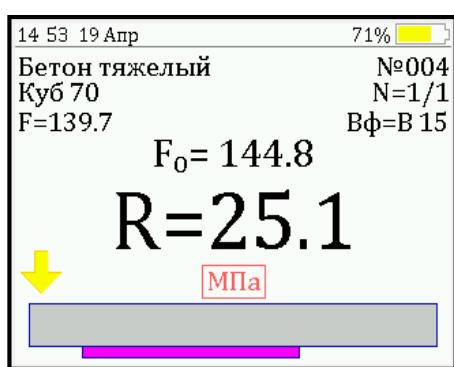 14 53 19 Апр 71%
Бетон тяжелый №004
Куб 70 N=1/1
F=139.7 Вф=В 15
F₀= 144.8
R=25.1
МПа